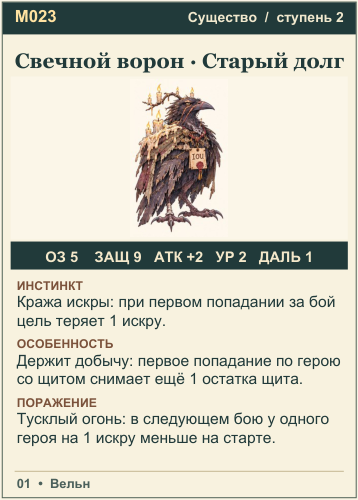 M023 Существо / ступень 2
Свечной ворон · Старый долг
IOU
ОЗ 5 ЗАЩ 9 АТК +2 УР 2 ДАЛЬ 1
ИНСТИНКТ
Кража искры: при первом попадании за бой
цель теряет 1 искру.
ОСОБЕННОСТЬ
Держит добычу: первое попадание по герою
со щитом снимает ещё 1 остатка щита.
ПОРАЖЕНИЕ
Тусклый огонь: в следующем бою у одного
героя на 1 искру меньше на старте.
01 • Вельн